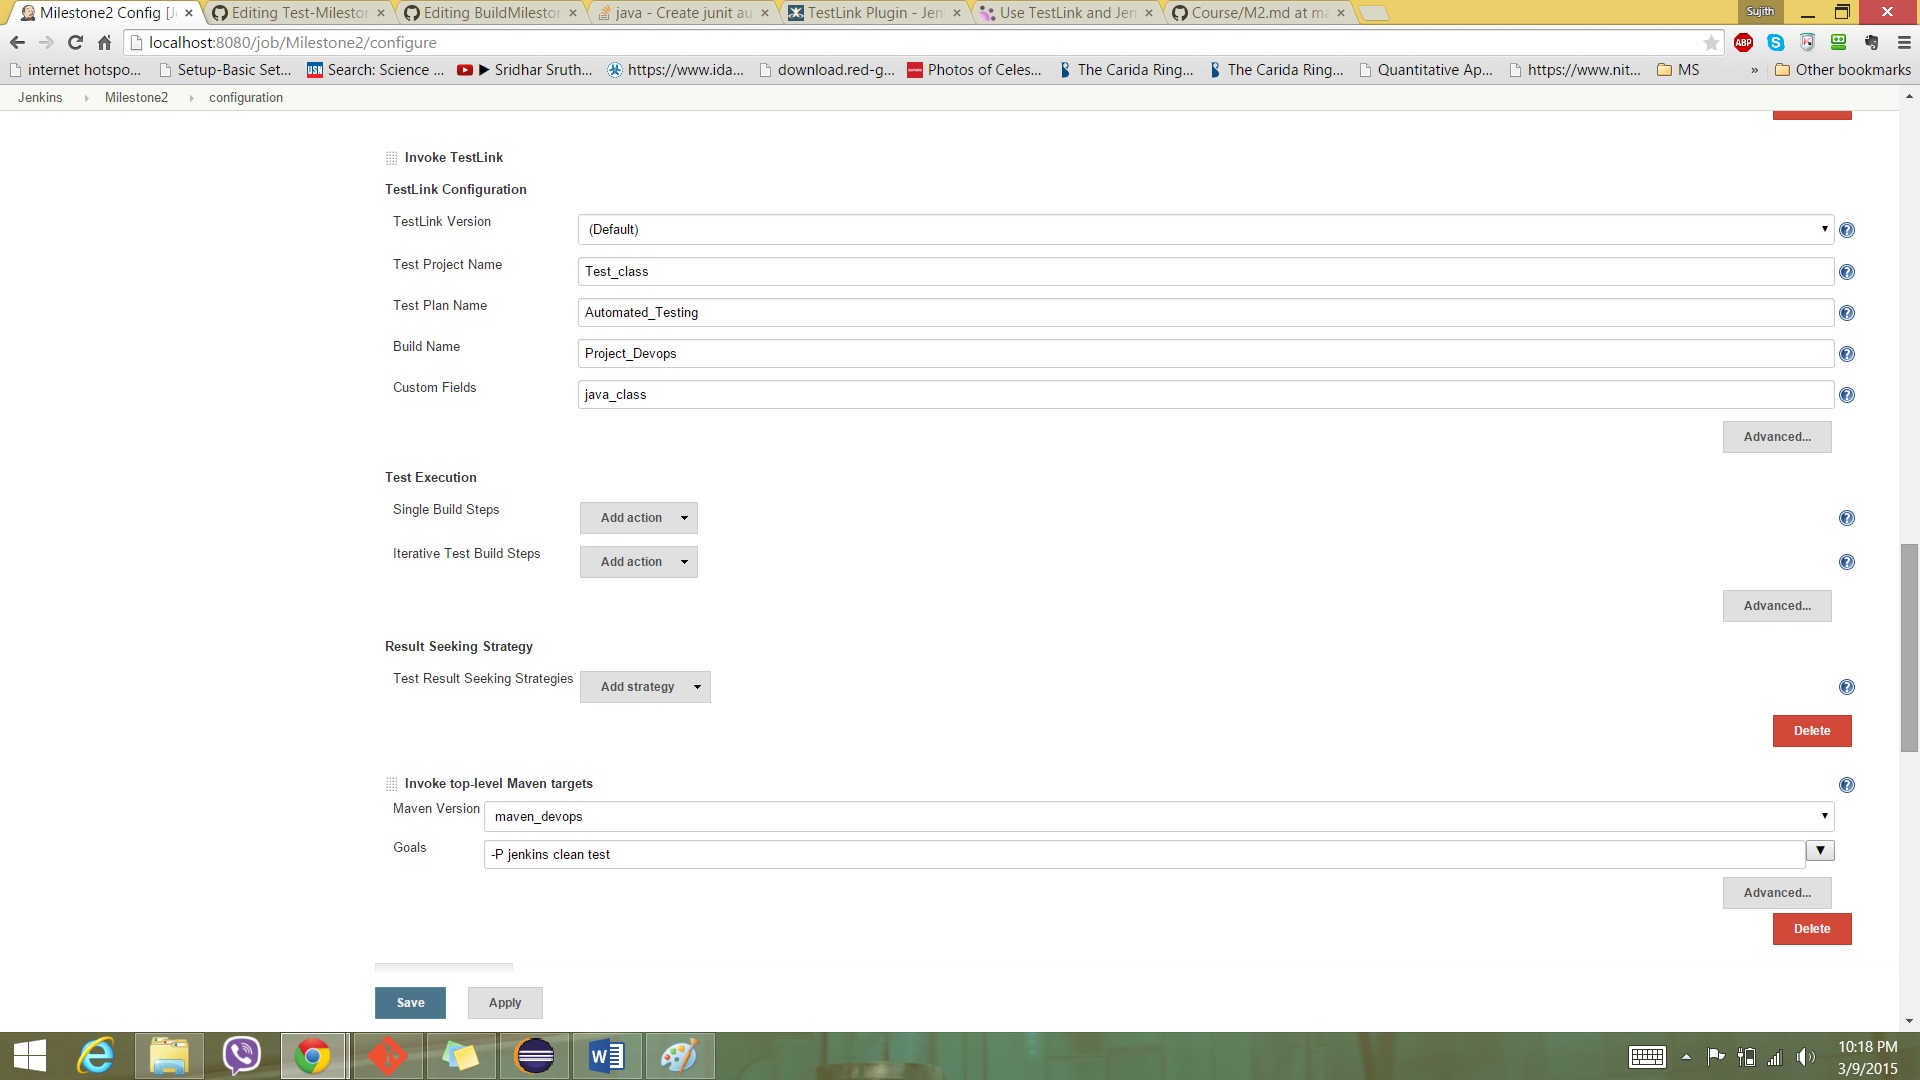 Milestone2 Config [J
Editing Test-Mileston
Editing BuildMilesto
java - Create junit au
TestLink Plugin - Jen
Use TestLink and Jen
Course/M2.md at ma
Sujith
localhost:8080/job/Milestone2/configure
ABP
internet hotspo...
Setup-Basic Set...
USN Search: Science ...
▶ Sridhar Sruth...
https://www.ida...
download.red-g...
Photos of Celes...
The Carida Ring...
The Carida Ring...
Quantitative Ap...
https://www.nit...
MS
»
Other bookmarks
Jenkins
Milestone2
configuration
Invoke TestLink
TestLink Configuration
TestLink Version
(Default)
Test Project Name
Test_class
Test Plan Name
Automated_Testing
Build Name
Project_Devops
Custom Fields
java_class
Advanced...
Test Execution
Single Build Steps
Add action
Iterative Test Build Steps
Add action
Advanced...
Result Seeking Strategy
Test Result Seeking Strategies
Add strategy
Delete
Invoke top-level Maven targets
Maven Version
maven_devops
Goals
-P jenkins clean test
Advanced...
Delete
Save
Apply
10:18 PM
3/9/2015